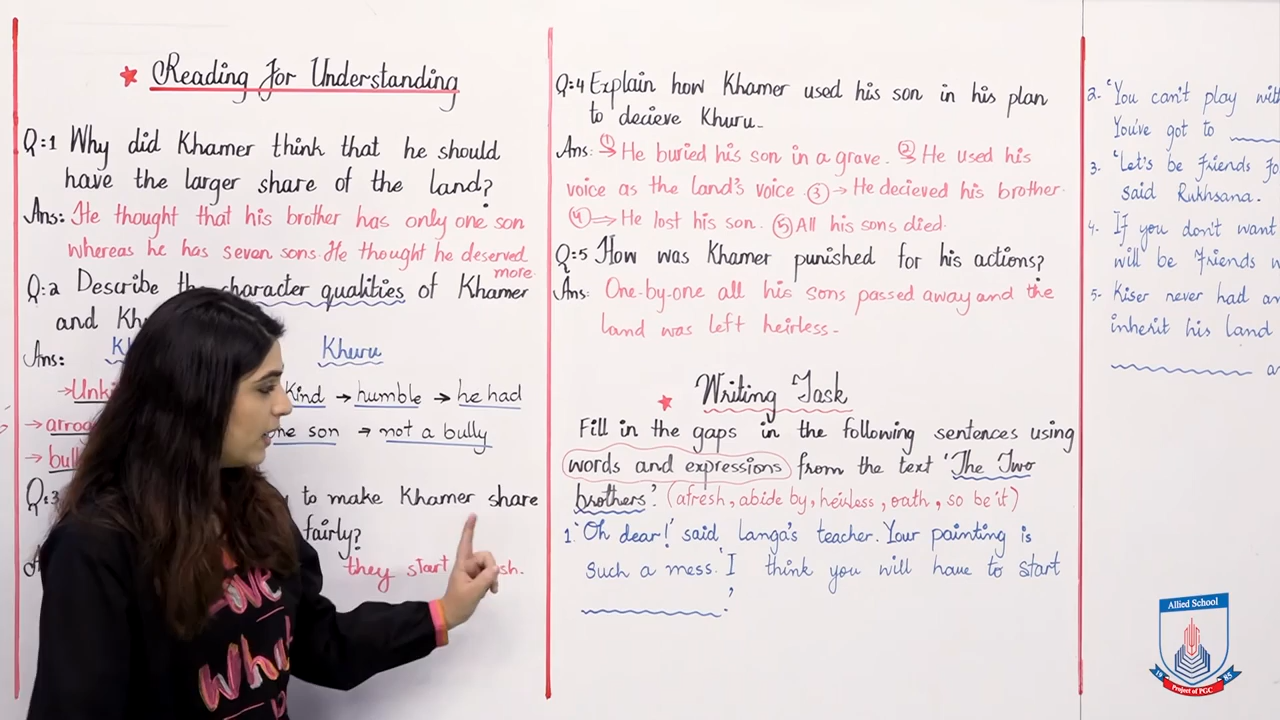 Reading For Understanding
Q:1 Why did Khamer think that he should
have the larger share of the land?
Ans: He thought that his brother has only one son
whereas he has sevan sons. He thought he deserved
more.
Q:2 Describe the character qualities of Khamer
and
Ans:
Khuru
kind → humble → he had
one son → not a bully
Q:3 to make Khamer share
fairly?
they start
Q:4 Explain how Khamer used his son in his plan
to decieve Khuru.
Ans: ① → He buried his son in a grave. ② → He used his
voice as the land's voice ③ → He decieved his brother.
④ ⇒ He lost his son. ⑤ All his sons died.
Q:5 How was Khamer punished for his actions?
Ans: One-by-one all his sons passed away and the
land was left heirless.
Writing Task
Fill in the gaps in the following sentences using
words and expressions from the text 'The Two
brothers'. (afresh, abide by, heirless, oath, so be it)
1. 'Oh dear!' said Langa's teacher. 'Your painting is
such a mess. 'I think you will have to start
________.'
2. 'You can't play
You've got to ____
3. 'Let's be friends
said Rukhsana.
4. If you don't want
will be friends
5. Kiser never had
inherit his land
________
Allied School
1985
Project of PGC